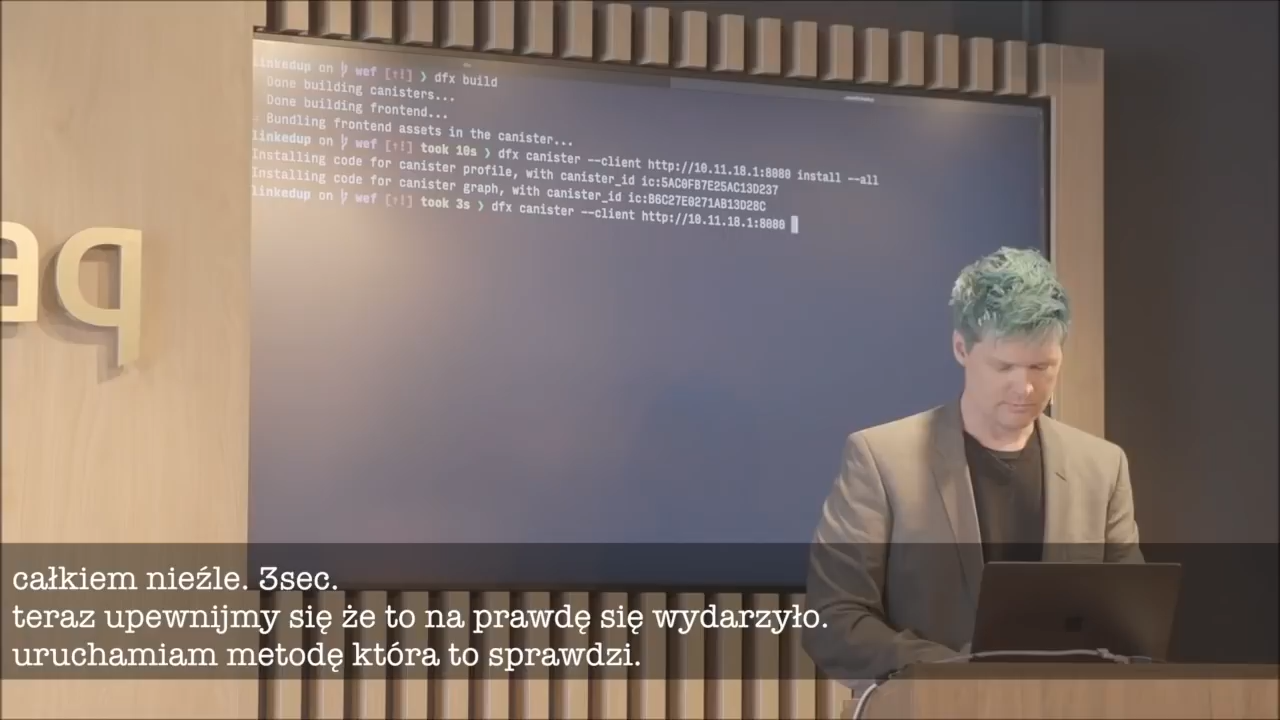 linkedup on wef [↑!] ❯ dfx build
Done building canisters...
Done building frontend...
Bundling frontend assets in the canister...
linkedup on wef [↑!] took 10s ❯ dfx canister --client http://10.11.18.1:8080 install --all
Installing code for canister profile, with canister_id ic:5AC0FB7E25AC13D237
Installing code for canister graph, with canister_id ic:B6C27E0271AB13D28C
linkedup on wef [↑!] took 3s ❯ dfx canister --client http://10.11.18.1:8080
całkiem nieźle. 3sec.
teraz upewnijmy się że to na prawdę się wydarzyło.
uruchamiam metodę która to sprawdzi.